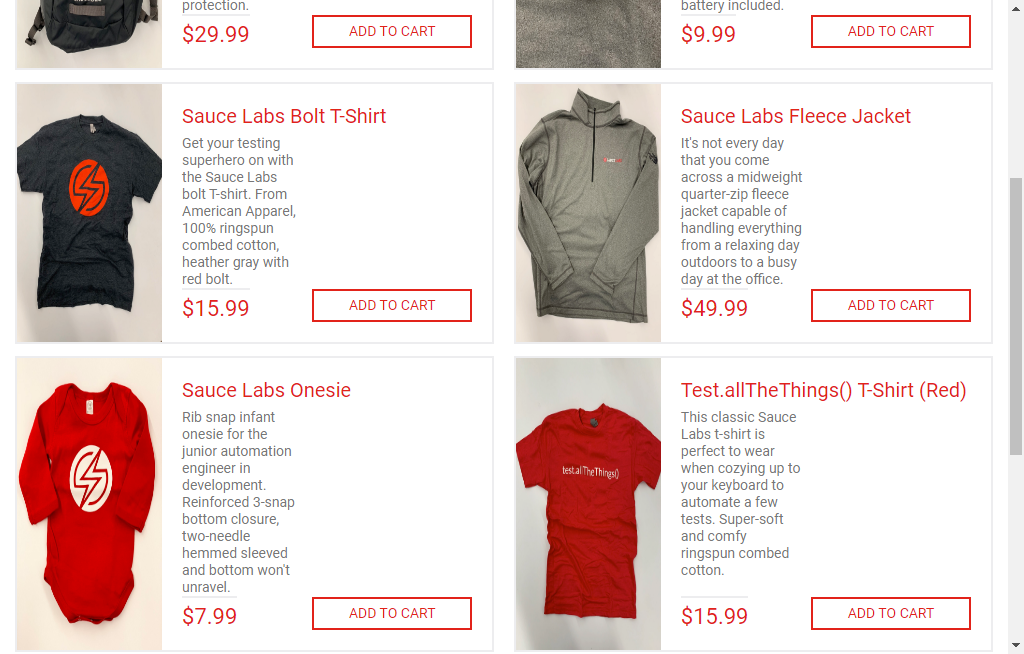 protection.
$29.99
ADD TO CART
battery included.
$9.99
ADD TO CART
Sauce Labs Bolt T-Shirt
Get your testing
superhero on with
the Sauce Labs
bolt T-shirt. From
American Apparel,
100% ringspun
combed cotton,
heather gray with
red bolt.
$15.99
ADD TO CART
Sauce Labs Fleece Jacket
It's not every day
that you come
across a midweight
quarter-zip fleece
jacket capable of
handling everything
from a relaxing day
outdoors to a busy
day at the office.
$49.99
ADD TO CART
Sauce Labs Onesie
Rib snap infant
onesie for the
junior automation
engineer in
development.
Reinforced 3-snap
bottom closure,
two-needle
hemmed sleeved
and bottom won't
unravel.
$7.99
ADD TO CART
test.allTheThings()
Test.allTheThings() T-Shirt (Red)
This classic Sauce
Labs t-shirt is
perfect to wear
when cozying up to
your keyboard to
automate a few
tests. Super-soft
and comfy
ringspun combed
cotton.
$15.99
ADD TO CART